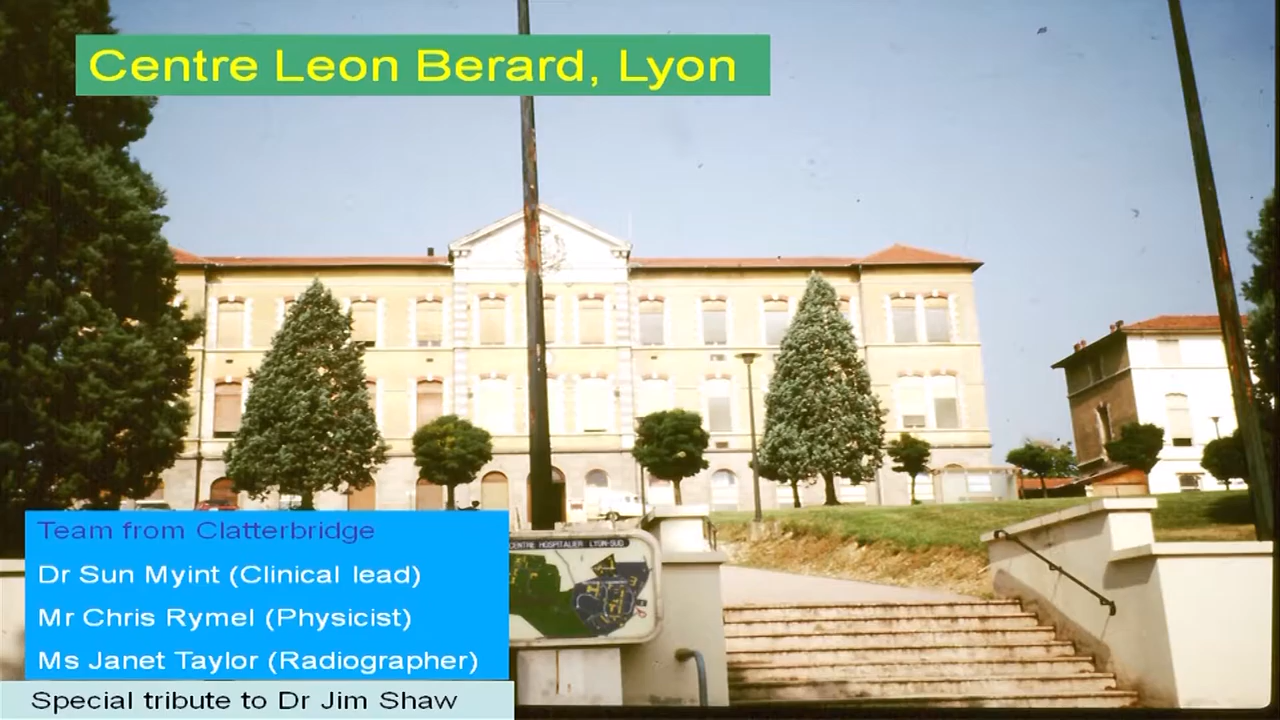 Centre Leon Berard, Lyon
CENTRE HOSPITALIER LYON-SUD
Team from Clatterbridge
Dr Sun Myint (Clinical lead)
Mr Chris Rymel (Physicist)
Ms Janet Taylor (Radiographer)
Special tribute to Dr Jim Shaw